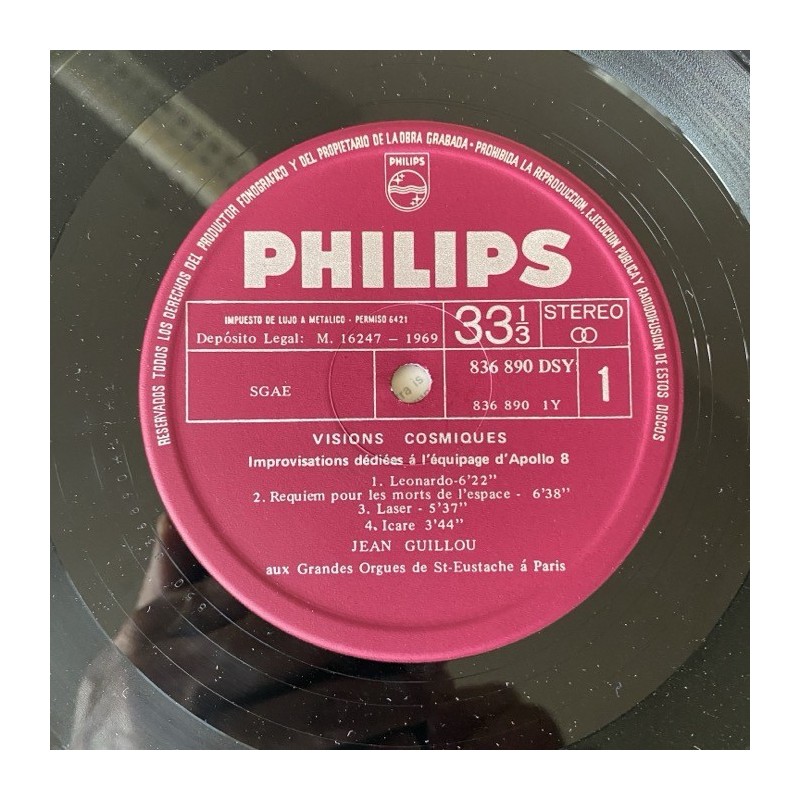 RESERVADOS TODOS LOS DERECHOS DEL PRODUCTOR FONOGRAFICO Y DEL PROPIETARIO DE LA OBRA GRABADA · PROHIBIDA LA REPRODUCCION, EJECUCION PUBLICA Y RADIODIFUSION DE ESTOS DISCOS
PHILIPS
PHILIPS
IMPUESTO DE LUJO A METALICO - PERMISO 6421
Depósito Legal: M. 16247 - 1969
33 1/3
STEREO
SGAE
836 890 DSY
836 890 1Y
1
VISIONS COSMIQUES
Improvisations dédiées á l'équipage d'Apollo 8
1. Leonardo-6'22"
2. Requiem pour les morts de l'espace - 6'38"
3. Laser - 5'37"
4. Icare 3'44"
JEAN GUILLOU
aux Grandes Orgues de St-Eustache á Paris